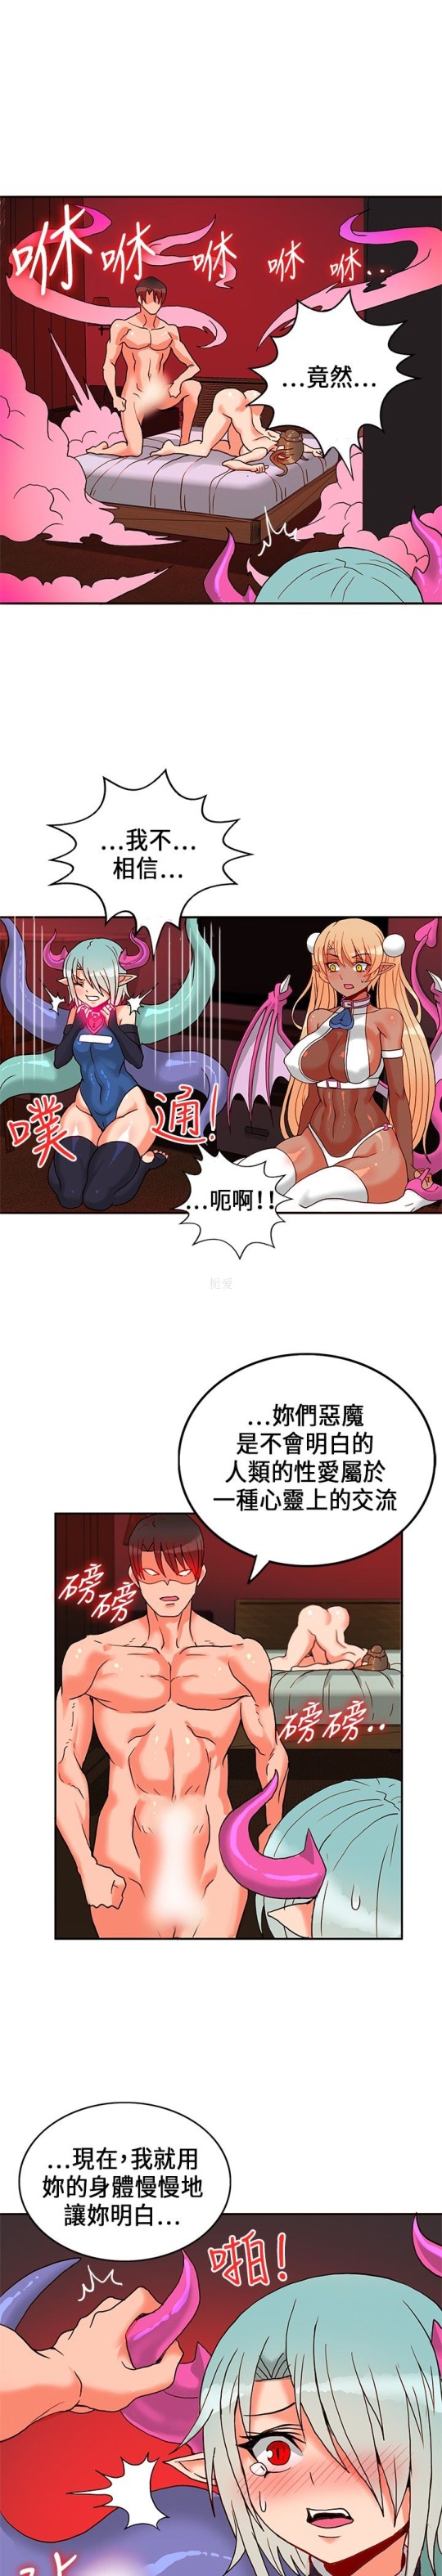 咻 咻 咻 咻 咻...
...竟然...
...我不...
相信...
噗 通!
...呃啊!!
...妳們惡魔
是不會明白的
人類的性愛屬於
一種心靈上的交流
磅 磅
磅 磅..
...現在,我就用
妳的身體慢慢地
讓妳明白...
啪!